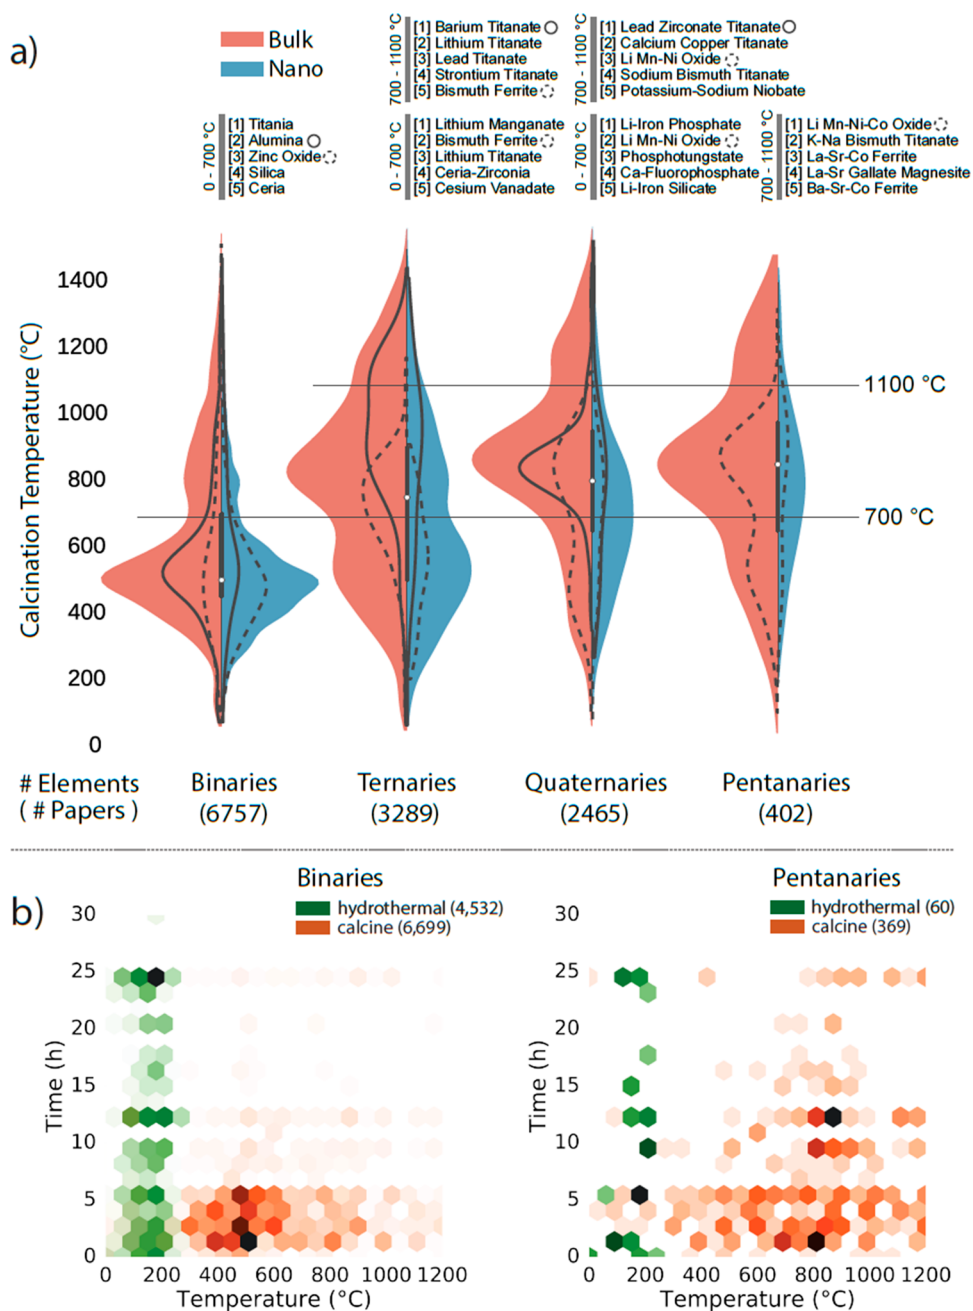 a)
Bulk
Nano
700 - 1100 °C
[1] Barium Titanate
[2] Lithium Titanate
[3] Lead Titanate
[4] Strontium Titanate
[5] Bismuth Ferrite
700 - 1100 °C
[1] Lead Zirconate Titanate
[2] Calcium Copper Titanate
[3] Li Mn-Ni Oxide
[4] Sodium Bismuth Titanate
[5] Potassium-Sodium Niobate
0 - 700 °C
[1] Titania
[2] Alumina
[3] Zinc Oxide
[4] Silica
[5] Ceria
0 - 700 °C
[1] Lithium Manganate
[2] Bismuth Ferrite
[3] Lithium Titanate
[4] Ceria-Zirconia
[5] Cesium Vanadate
0 - 700 °C
[1] Li-Iron Phosphate
[2] Li Mn-Ni Oxide
[3] Phosphotungstate
[4] Ca-Fluorophosphate
[5] Li-Iron Silicate
700 - 1100 °C
[1] Li Mn-Ni-Co Oxide
[2] K-Na Bismuth Titanate
[3] La-Sr-Co Ferrite
[4] La-Sr Gallate Magnesite
[5] Ba-Sr-Co Ferrite
Calcination Temperature (°C)
1400
1200
1000
800
600
400
200
0
1100 °C
700 °C
# Elements
( # Papers )
Binaries
(6757)
Ternaries
(3289)
Quaternaries
(2465)
Pentanaries
(402)
b)
Binaries
hydrothermal (4,532)
calcine (6,699)
Time (h)
30
25
20
15
10
5
0
0 200 400 600 800 1000 1200
Temperature (°C)
Pentanaries
hydrothermal (60)
calcine (369)
Time (h)
30
25
20
15
10
5
0
0 200 400 600 800 1000 1200
Temperature (°C)